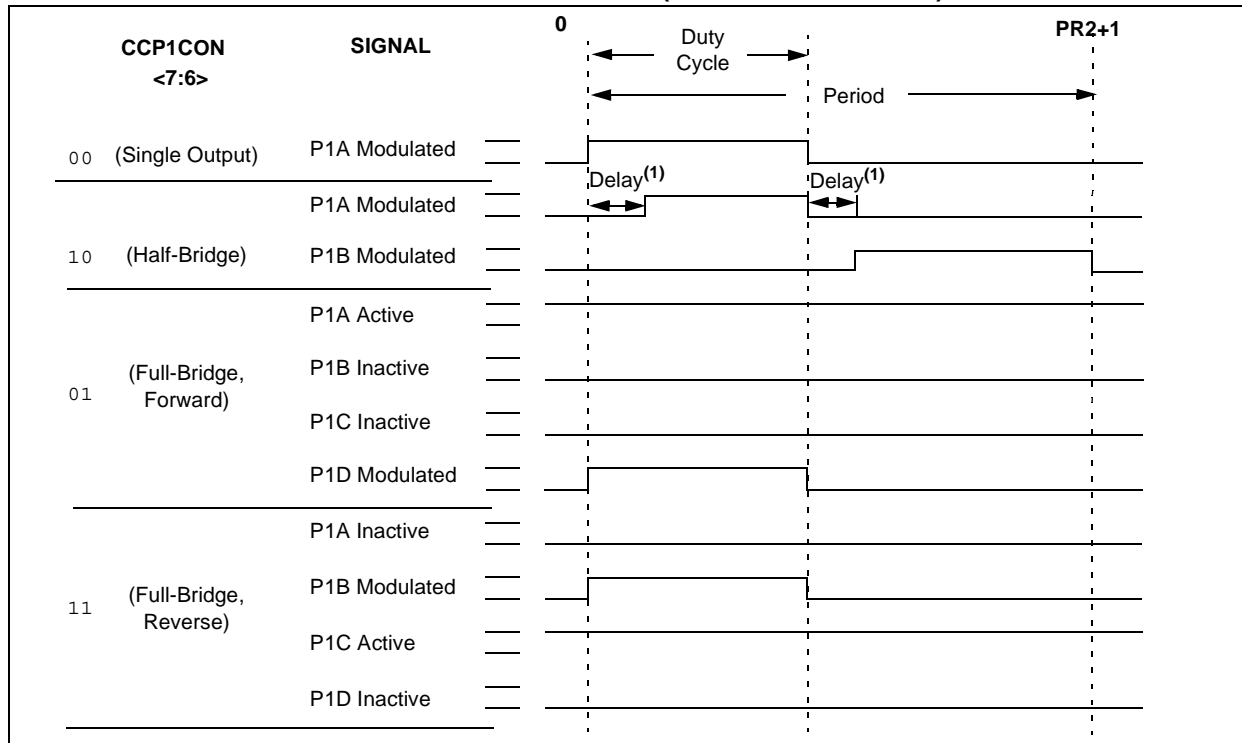 0
PR2+1
CCP1CON
<7:6>
SIGNAL
Duty
Cycle
Period
00 (Single Output) P1A Modulated
Delay(1) Delay(1)
P1A Modulated
10 (Half-Bridge) P1B Modulated
P1A Active
P1B Inactive
01 (Full-Bridge,
Forward)
P1C Inactive
P1D Modulated
P1A Inactive
P1B Modulated
11 (Full-Bridge,
Reverse)
P1C Active
P1D Inactive